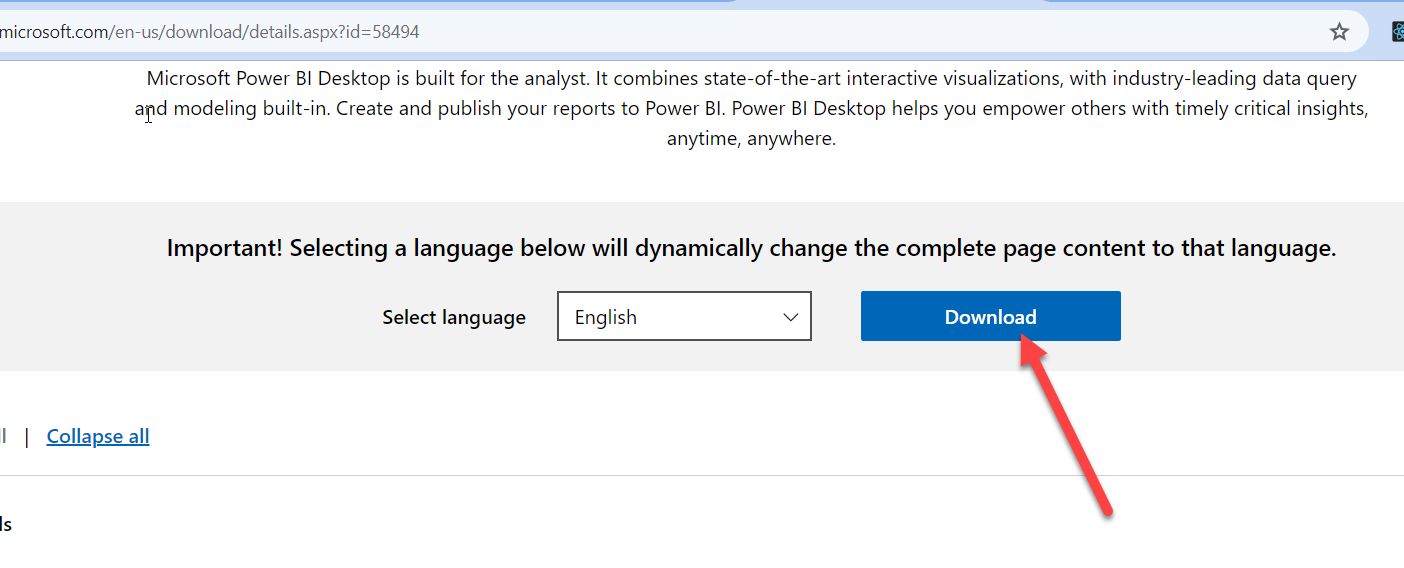 microsoft.com/en-us/download/details.aspx?id=58494
Microsoft Power BI Desktop is built for the analyst. It combines state-of-the-art interactive visualizations, with industry-leading data query
and modeling built-in. Create and publish your reports to Power BI. Power BI Desktop helps you empower others with timely critical insights,
anytime, anywhere.
Important! Selecting a language below will dynamically change the complete page content to that language.
Select language English Download
| Collapse all